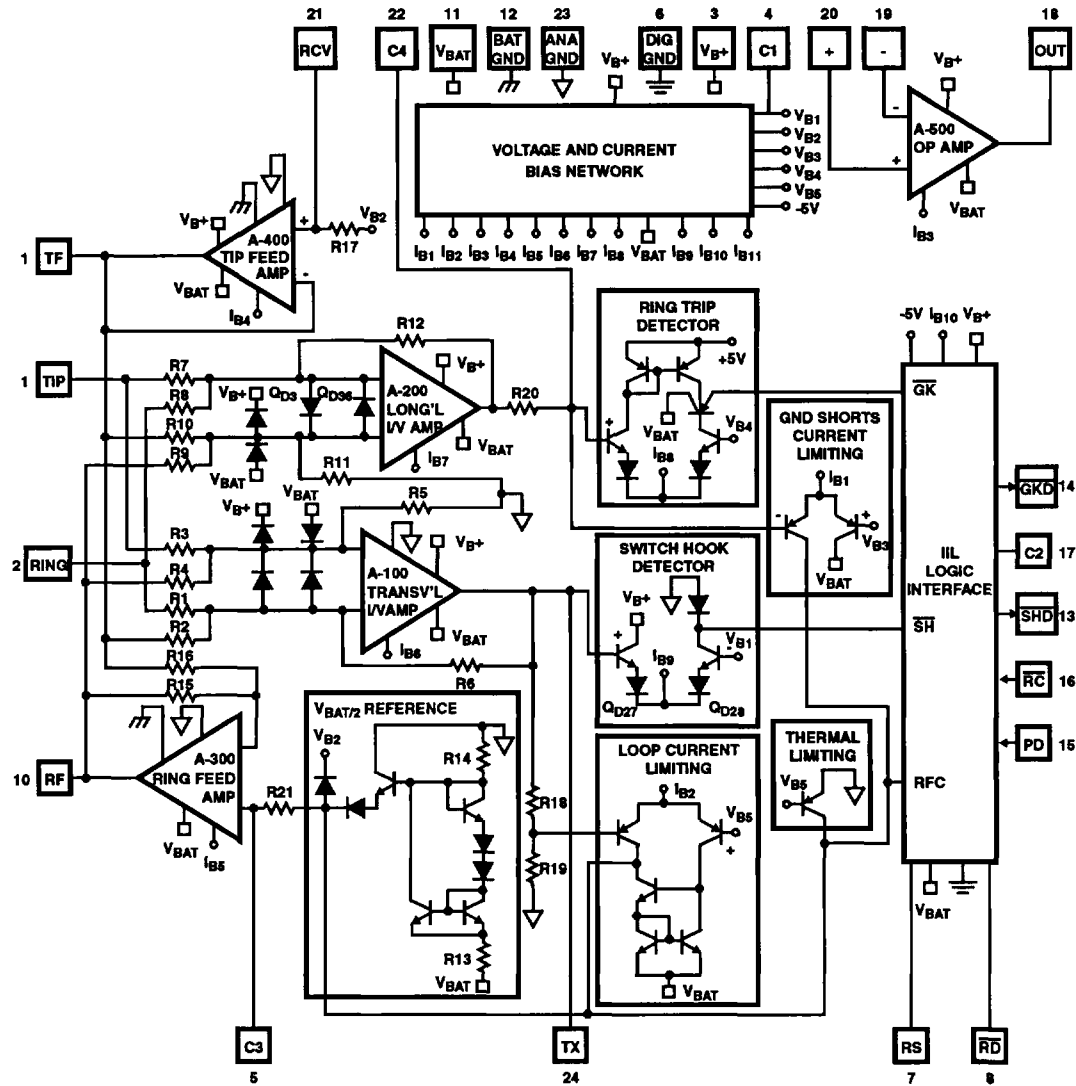 21 22 11 12 23 6 3 4 20 19 18
RCV C4 VBAT BAT GND ANA GND DIG GND VB+ C1 + - OUT
VB+
VB1
VB2
VB3
VB4
VB5
-5V
VOLTAGE AND CURRENT
BIAS NETWORK
IB1 IB2 IB3 IB4 IB5 IB6 IB7 IB8 VBAT IB9 IB10 IB11
VB+
-
A-500
OP AMP
+
VBAT
IB3
VB+
A-400
TIP FEED
AMP
+
-
R17
VB2
VBAT
IB4
1 TF
1 TIP
R7
R8
R10
R9
VB+
VBAT
QD3 QD36
R12
A-200
LONG'L
I/V AMP
VB+
VBAT
IB7
R20
R11
R5
RING TRIP
DETECTOR
+5V
+
VBAT
IB8
VB4
-5V IB10 VB+
GK
IIL
LOGIC
INTERFACE
SH
RFC
GND SHORTS
CURRENT
LIMITING
IB1
-
+
VB3
VBAT
GKD 14
C2 17
SHD 13
RC 16
PD 15
2 RING
R3
R4
R1
R2
R16
R15
VB+
VBAT
A-100
TRANSV'L
I/VAMP
VB+
VBAT
IB6
R6
SWITCH HOOK
DETECTOR
VB+
+
IB9
VB1
-
QD27 QD28
10 RF
A-300
RING FEED
AMP
VBAT
IB5
R21
VBAT/2 REFERENCE
VB2
R14
R13
VBAT
R18
R19
LOOP CURRENT
LIMITING
IB2
VB5
+
VBAT
THERMAL
LIMITING
VB5
VBAT
C3 TX RS RD
5 24 7 8